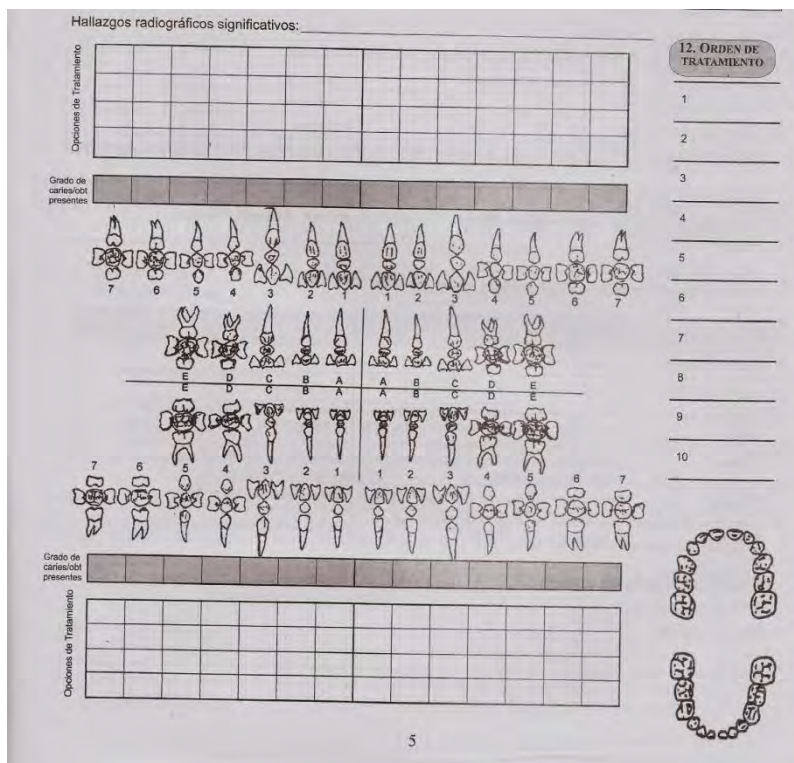 Hallazgos radiográficos significativos:
Opciones de Tratamiento
12. ORDEN DE
TRATAMIENTO
1
2
3
4
5
6
7
8
9
10
Grado de
caries/obt
presentes
7 6 5 4 3 2 1 1 2 3 4 5 6 7
E D C B A A B C D E
E D C B A A B C D E
7 6 5 4 3 2 1 1 2 3 4 5 6 7
Grado de
caries/obt
presentes
Opciones de Tratamiento
5